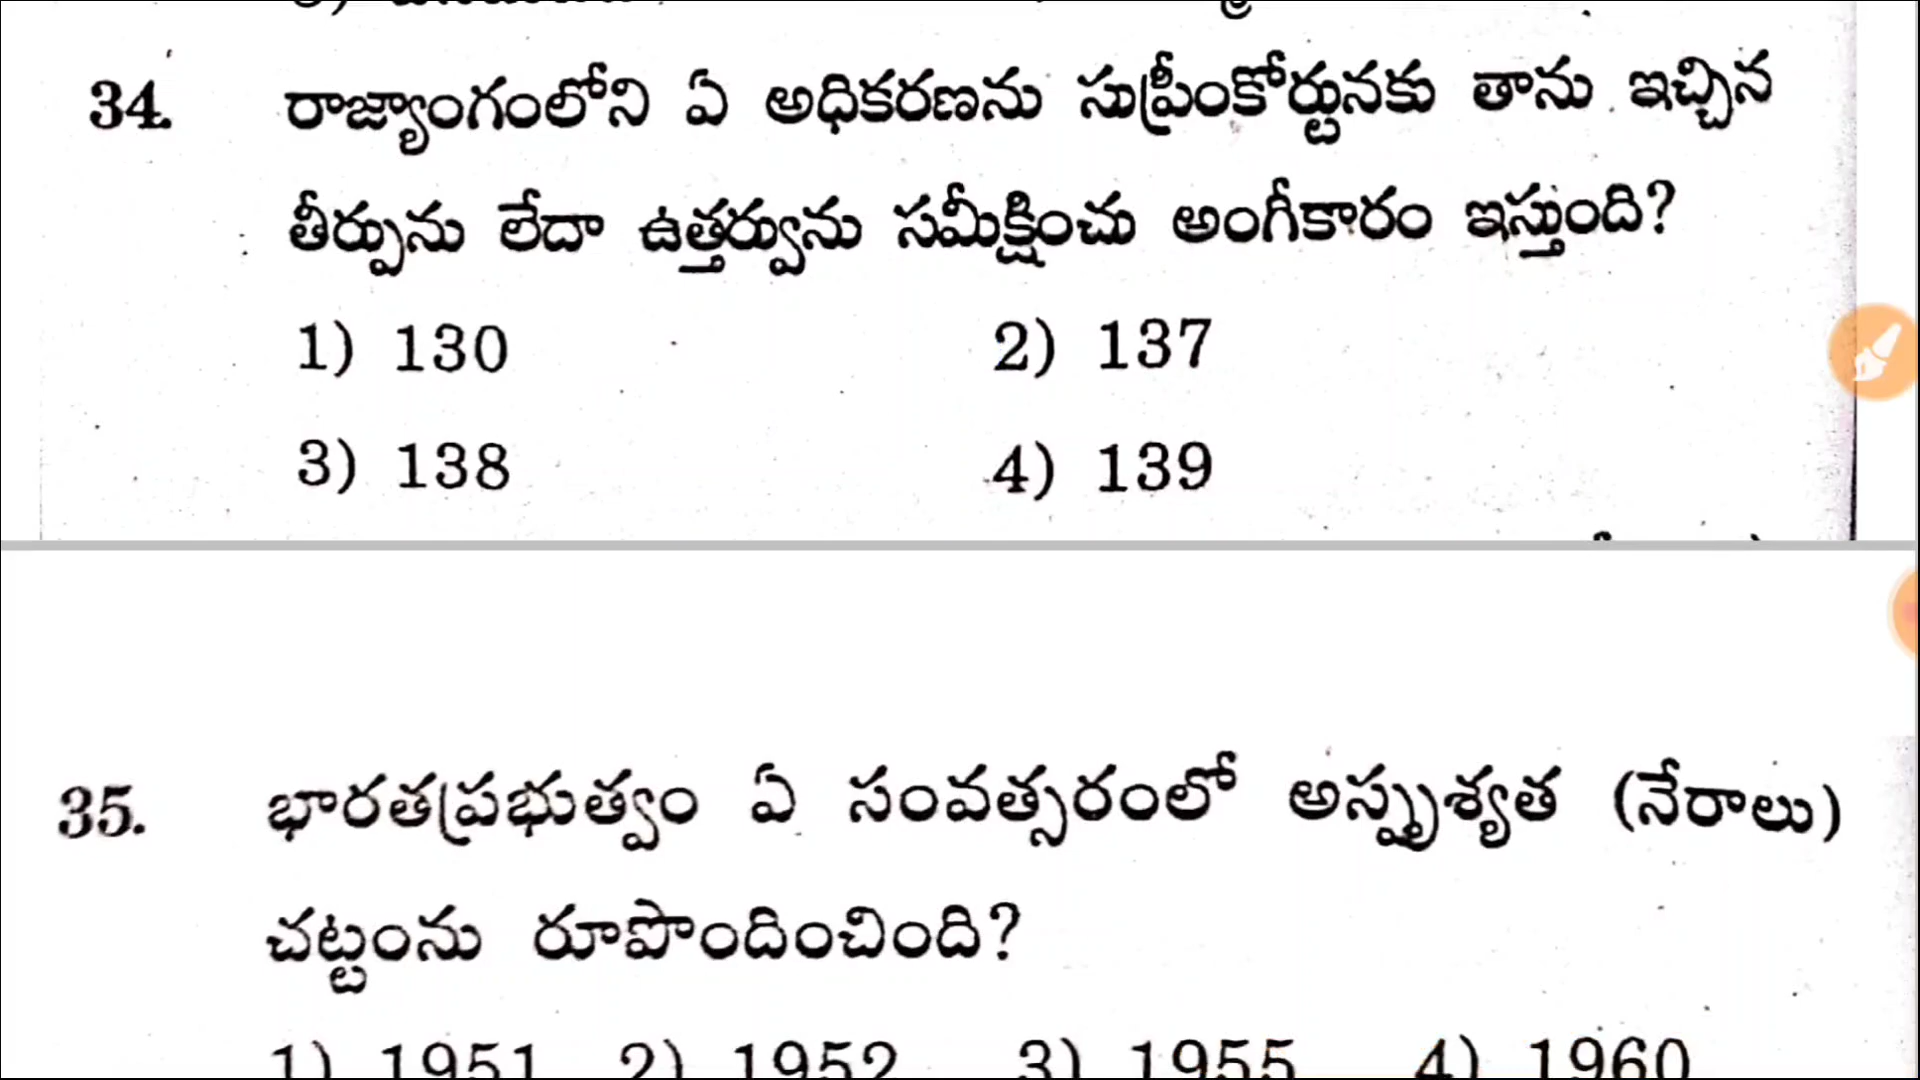 34. రాజ్యాంగంలోని ఏ అధికరణను సుప్రీంకోర్టునకు తాను ఇచ్చిన
తీర్పును లేదా ఉత్తర్వును సమీక్షించు అంగీకారం ఇస్తుంది?
1) 130 2) 137
3) 138 4) 139
35. భారతప్రభుత్వం ఏ సంవత్సరంలో అస్పృశ్యత (నేరాలు)
చట్టంను రూపొందించింది?
1) 1951 2) 1952 3) 1955 4) 1960